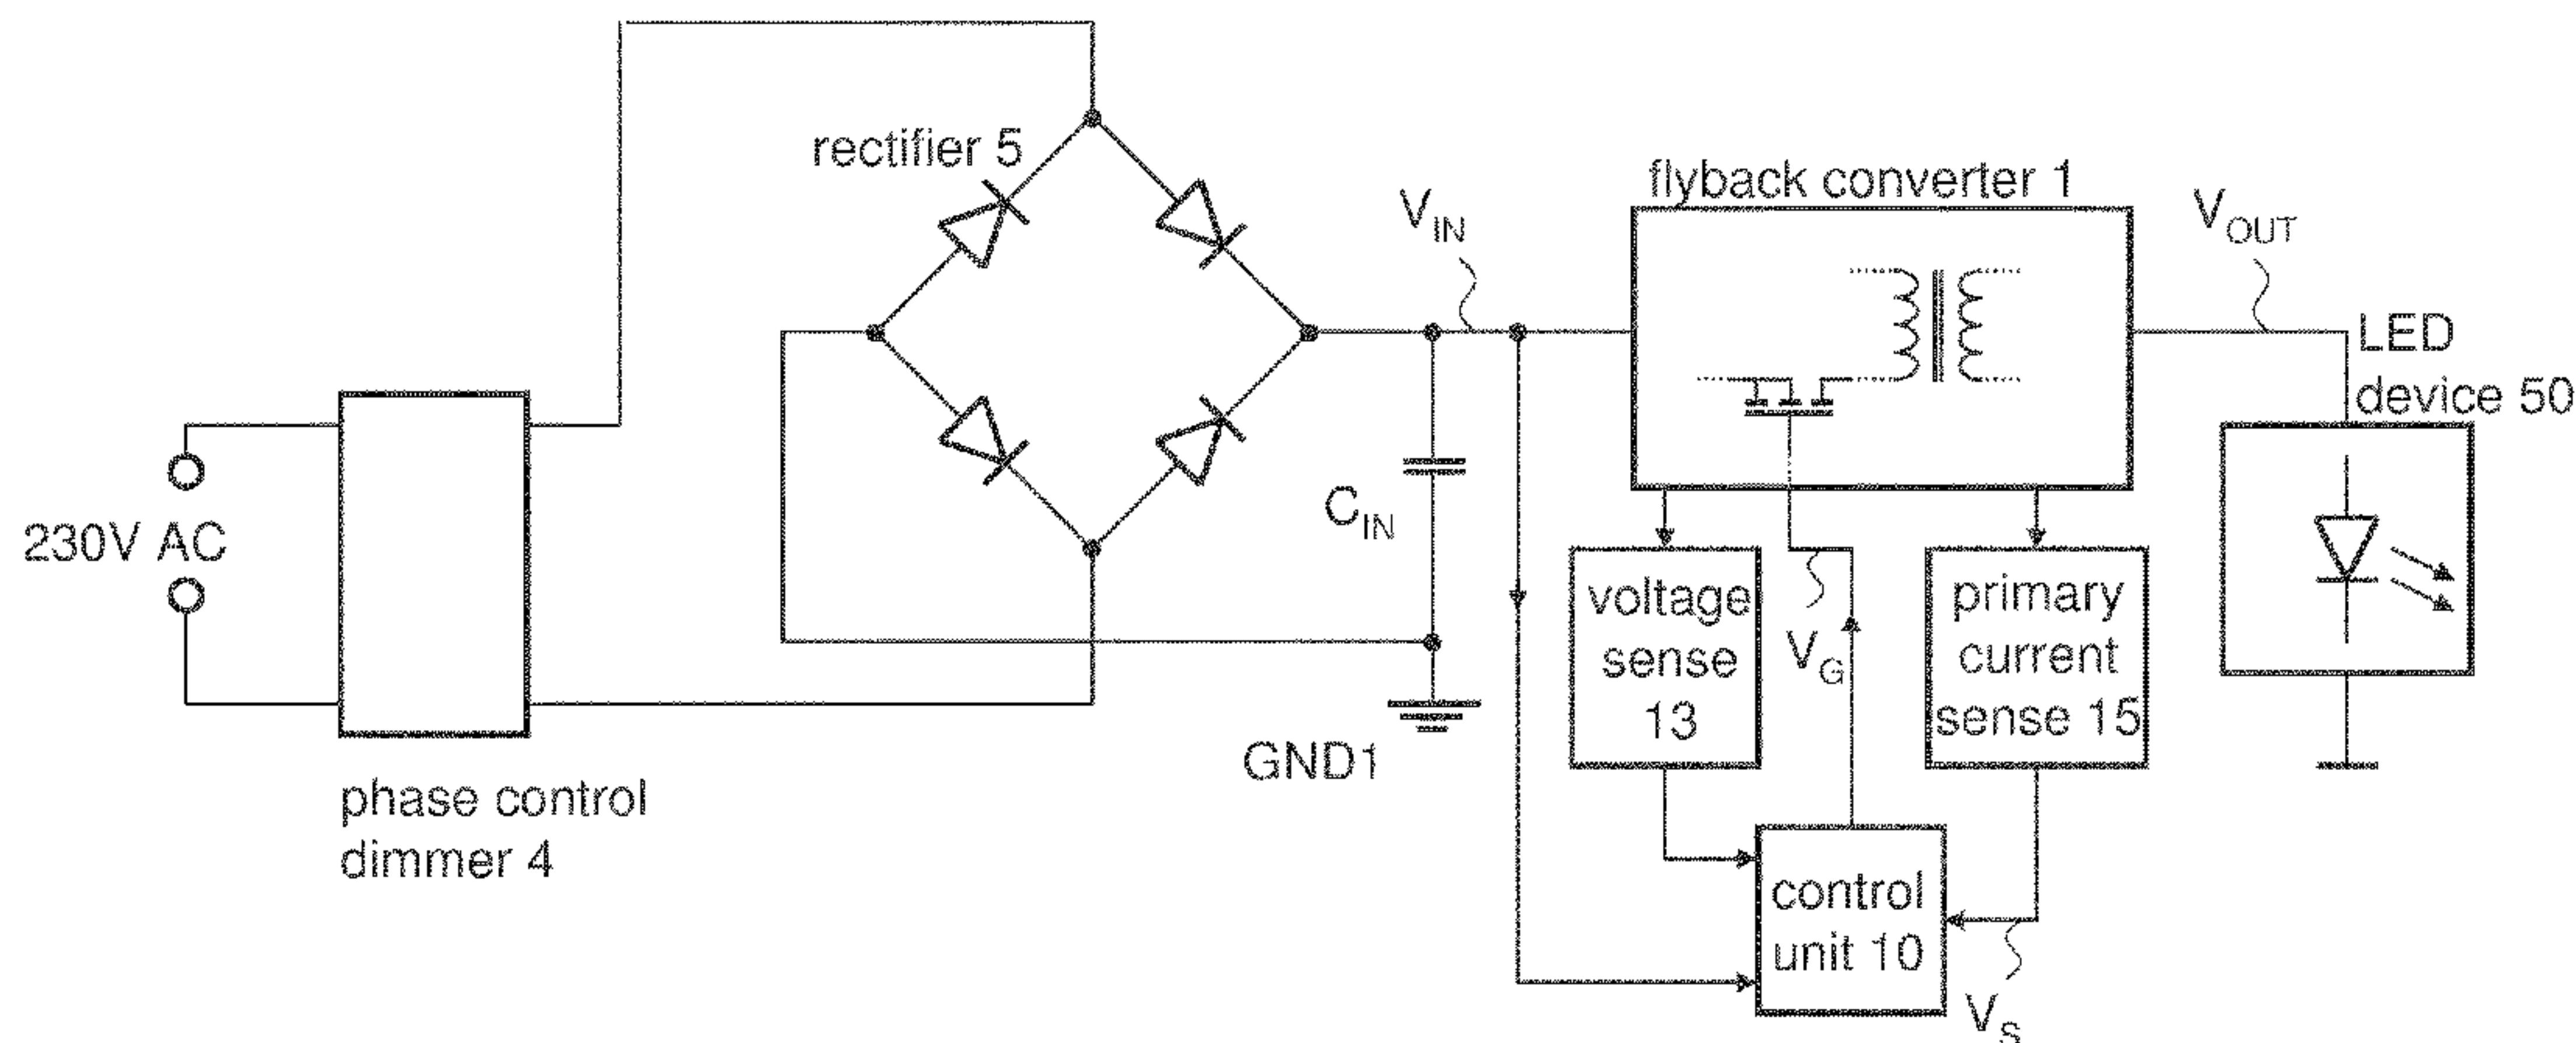 rectifier 5
flyback converter 1
V_IN
V_OUT
LED
device 50
230V AC
C_IN
voltage
sense
13
V_G
primary
current
sense 15
GND1
phase control
dimmer 4
control
unit 10
V_S